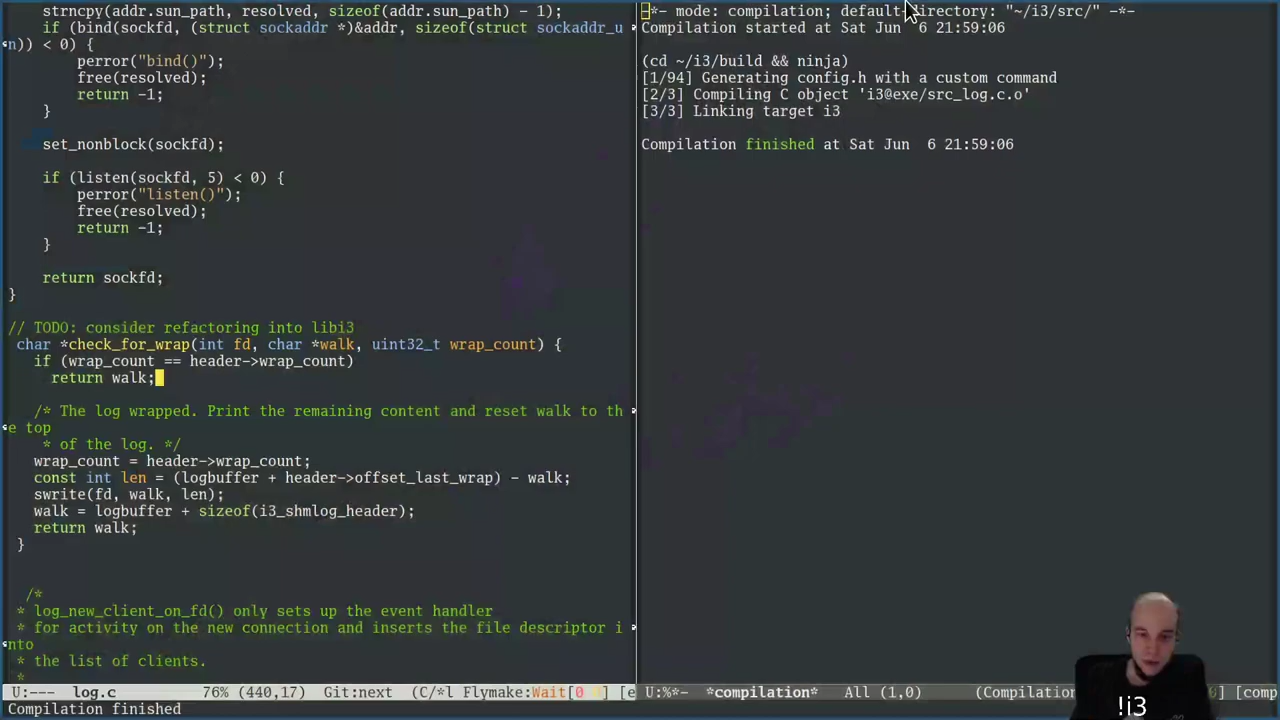 strncpy(addr.sun_path, resolved, sizeof(addr.sun_path) - 1);
if (bind(sockfd, (struct sockaddr *)&addr, sizeof(struct sockaddr_u
n)) < 0) {
perror("bind()");
free(resolved);
return -1;
}
set_nonblock(sockfd);
if (listen(sockfd, 5) < 0) {
perror("listen()");
free(resolved);
return -1;
}
return sockfd;
}
// TODO: consider refactoring into libi3
char *check_for_wrap(int fd, char *walk, uint32_t wrap_count) {
if (wrap_count == header->wrap_count)
return walk;
/* The log wrapped. Print the remaining content and reset walk to th
e top
* of the log. */
wrap_count = header->wrap_count;
const int len = (logbuffer + header->offset_last_wrap) - walk;
swrite(fd, walk, len);
walk = logbuffer + sizeof(i3_shmlog_header);
return walk;
}
/*
* log_new_client_on_fd() only sets up the event handler
* for activity on the new connection and inserts the file descriptor i
nto
* the list of clients.
*
U:--- log.c 76% (440,17) Git:next (C/*l Flymake:Wait[0 [e
Compilation finished
-*- mode: compilation; default-directory: "~/i3/src/" -*-
Compilation started at Sat Jun 6 21:59:06
(cd ~/i3/build && ninja)
[1/94] Generating config.h with a custom command
[2/3] Compiling C object 'i3@exe/src_log.c.o'
[3/3] Linking target i3
Compilation finished at Sat Jun 6 21:59:06
U:%*- *compilation* All (1,0) (Compilation [comp
!i3